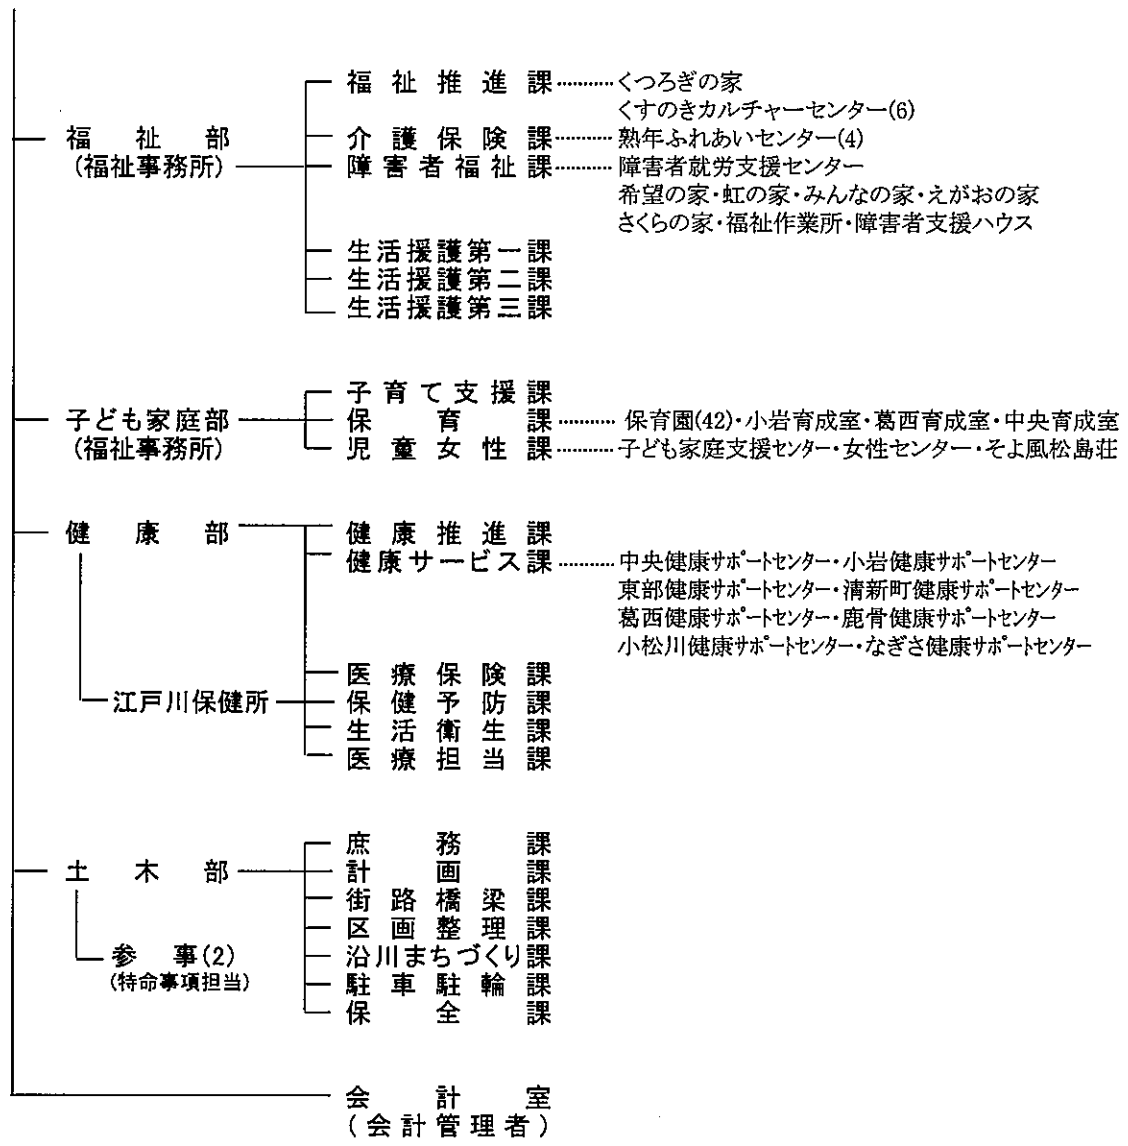 福祉推進課…………くつろぎの家
くすのきカルチャーセンター(6)
福祉部
介護保険課…………熟年ふれあいセンター(4)
(福祉事務所)
障害者福祉課…………障害者就労支援センター
希望の家・虹の家・みんなの家・えがおの家
さくらの家・福祉作業所・障害者支援ハウス
生活援護第一課
生活援護第二課
生活援護第三課
子育て支援課
子ども家庭部
保育課…………保育園(42)・小岩育成室・葛西育成室・中央育成室
(福祉事務所)
児童女性課…………子ども家庭支援センター・女性センター・そよ風松島荘
健康部
健康推進課
健康サービス課…………中央健康サポートセンター・小岩健康サポートセンター
東部健康サポートセンター・清新町健康サポートセンター
葛西健康サポートセンター・鹿骨健康サポートセンター
小松川健康サポートセンター・なぎさ健康サポートセンター
医療保険課
江戸川保健所
保健予防課
生活衛生課
医療担当課
庶務課
土木部
計画課
街路橋梁課
区画整理課
参事(2)
沿川まちづくり課
(特命事項担当)
駐車駐輪課
保全課
会計室
(会計管理者)